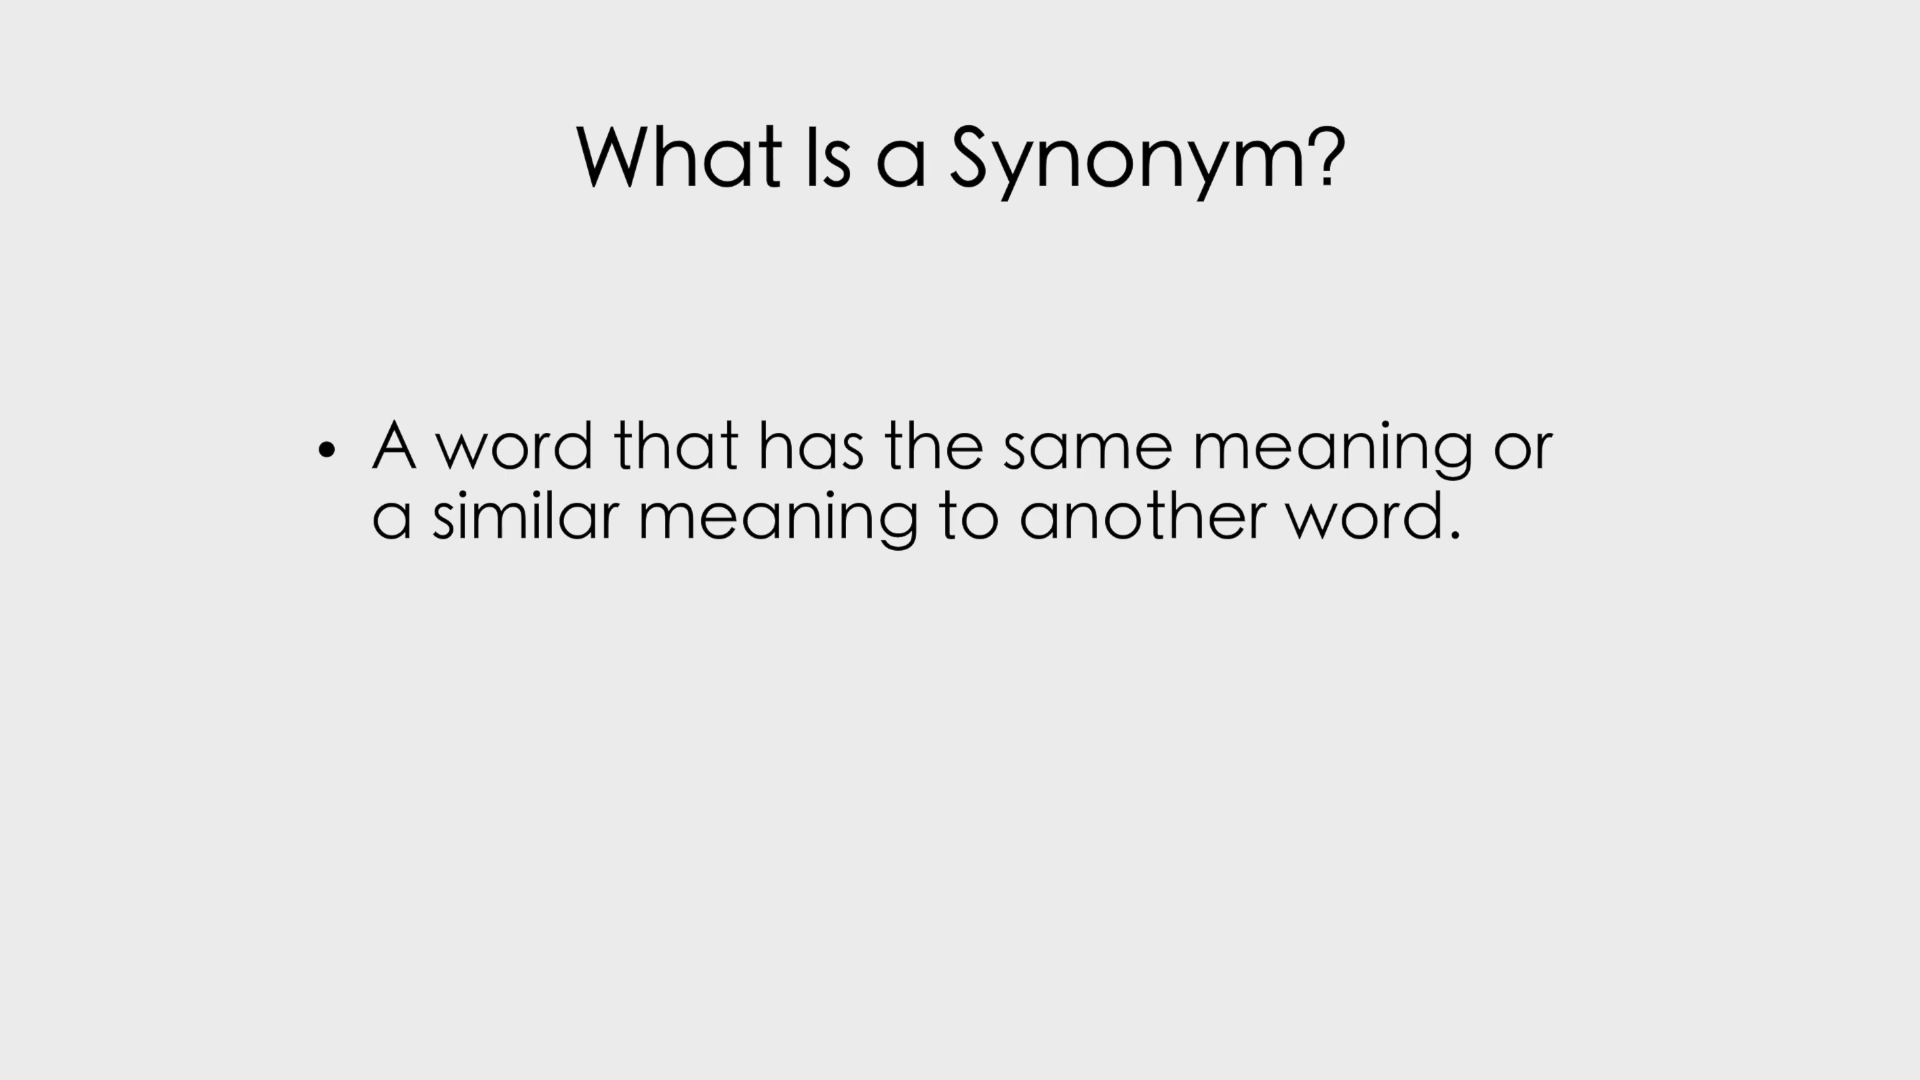 What Is a Synonym?
• A word that has the same meaning or
a similar meaning to another word.